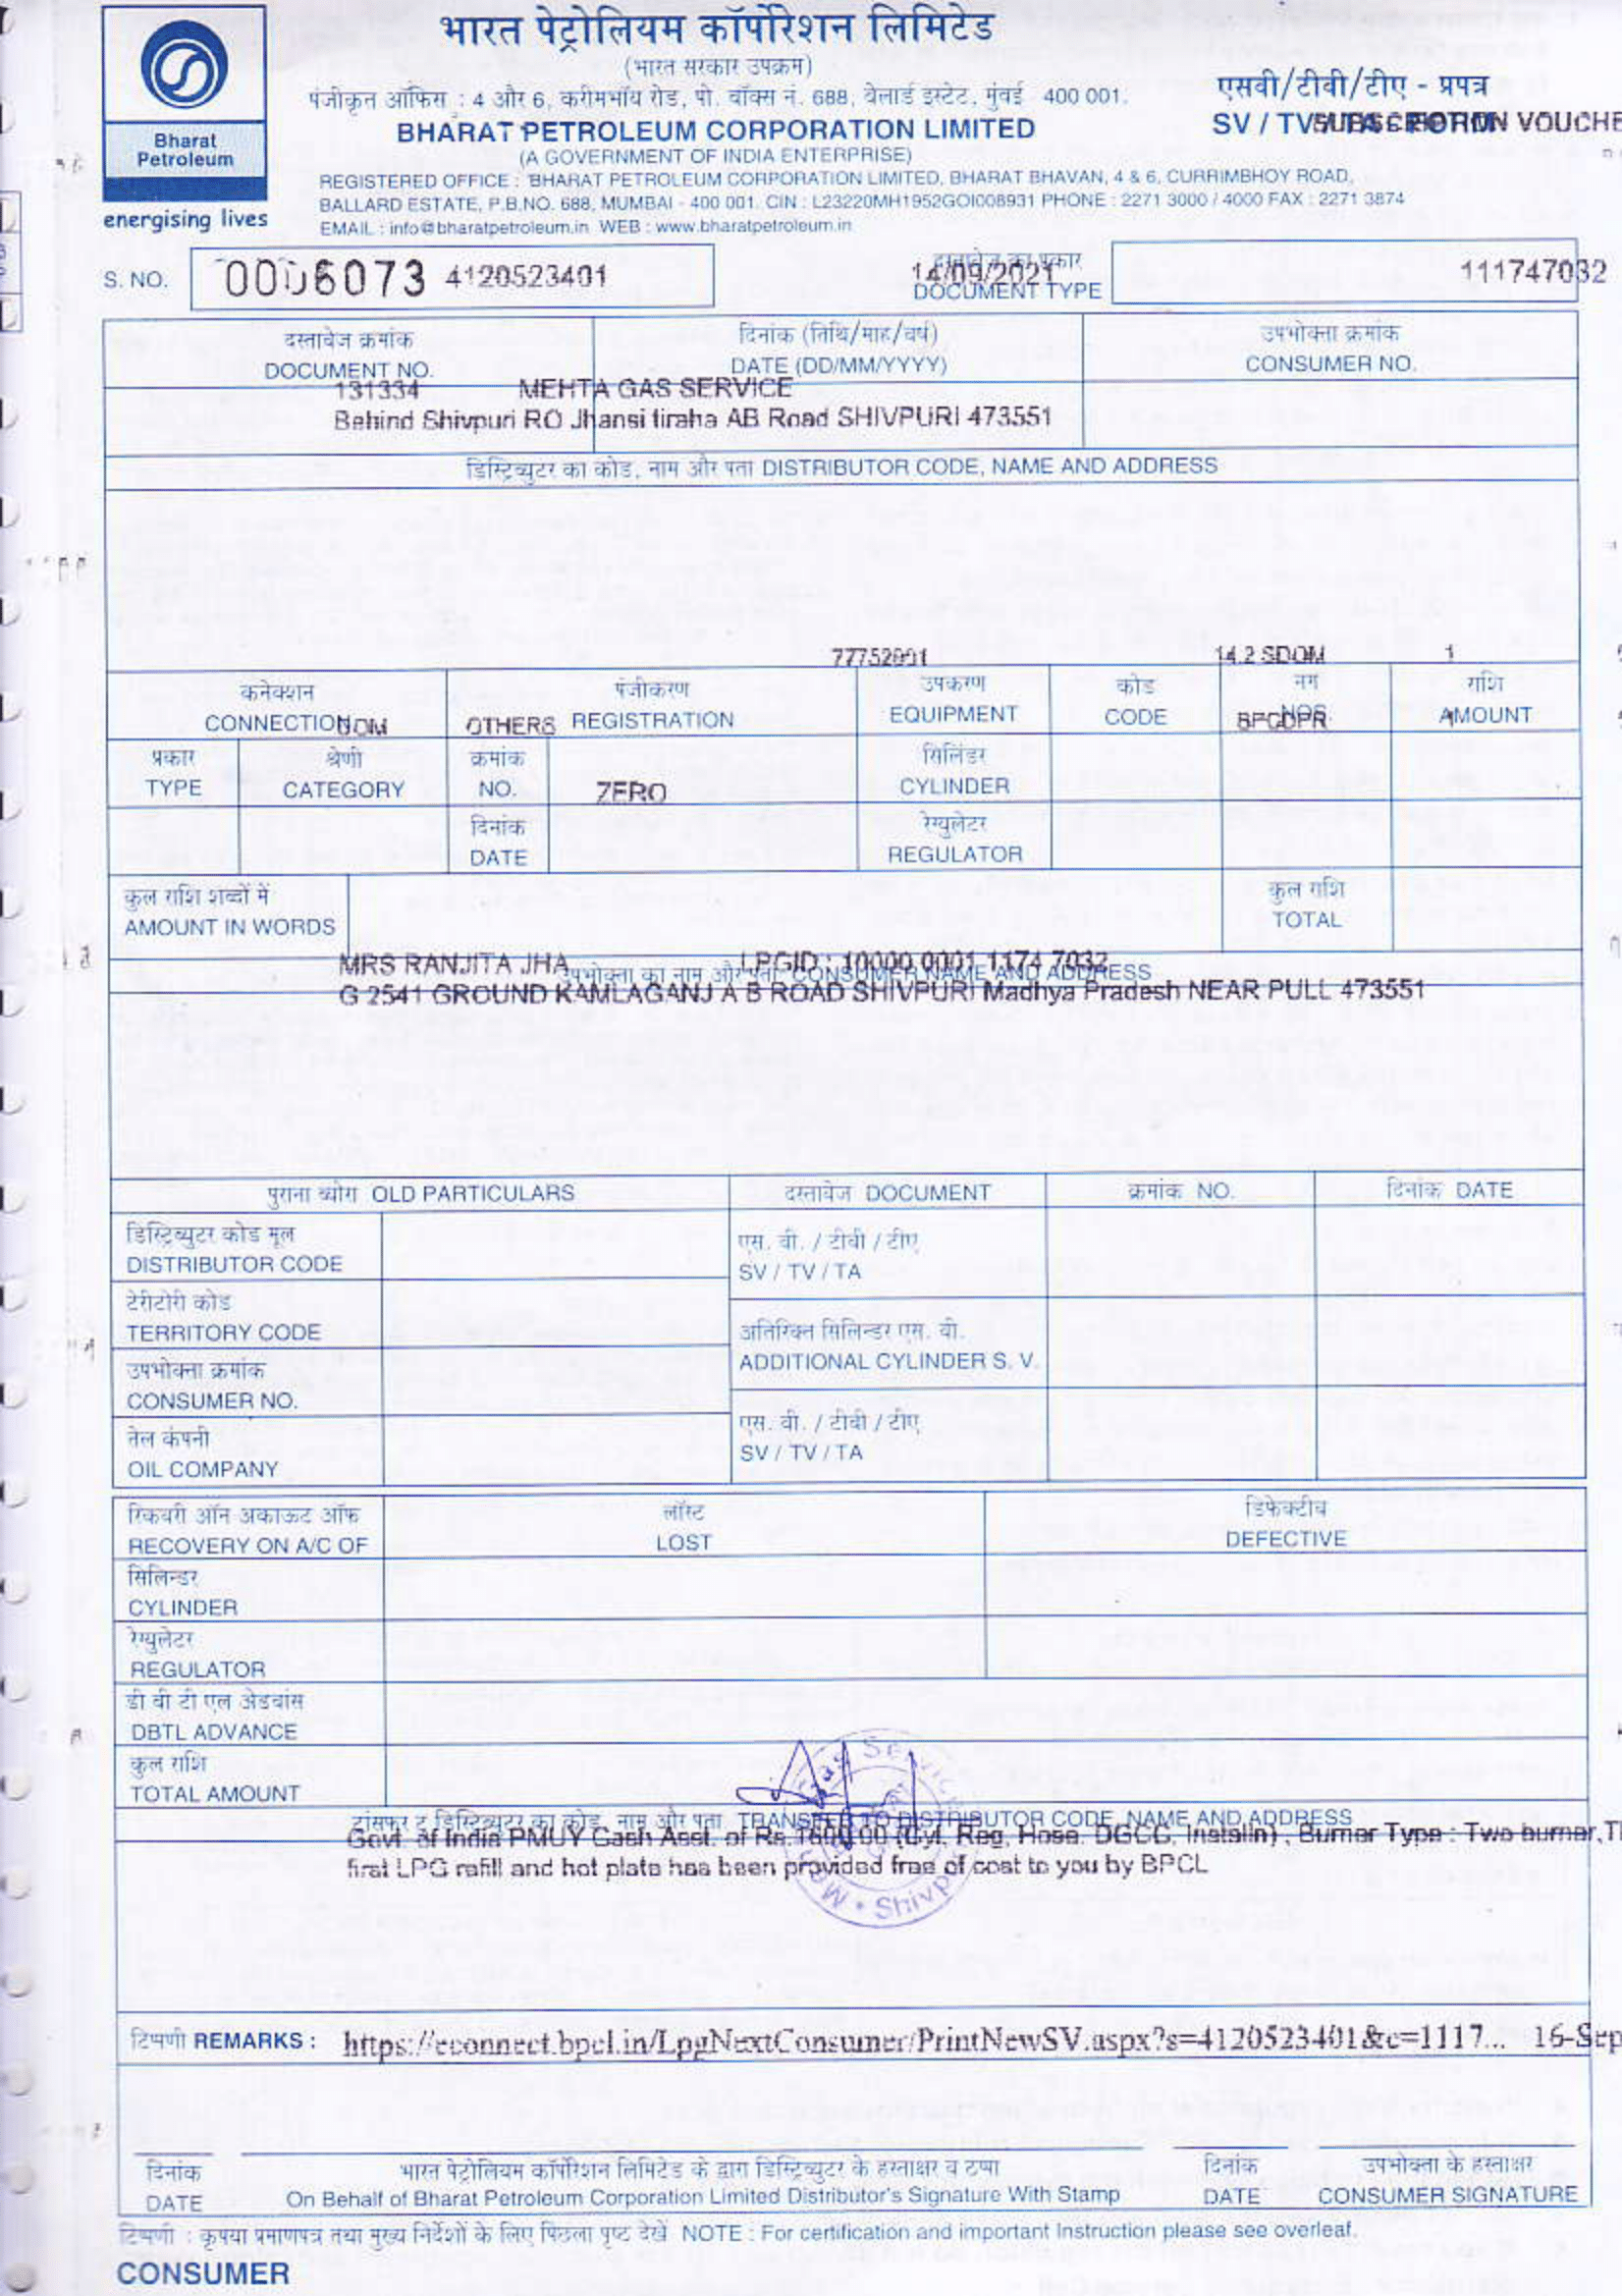 भारत पेट्रोलियम कॉर्पोरेशन लिमिटेड
(भारत सरकार उपक्रम)
पंजीकृत ऑफिस : 4 और 6, करीमभॉय रोड, पो. बॉक्स नं. 688, बेलार्ड इस्टेट, मुंबई - 400 001.
एसवी/टीवी/टीए - प्रपत्र
BHARAT PETROLEUM CORPORATION LIMITED
SV / TV / TA - FORM
SUBSCRIPTION VOUCHE
(A GOVERNMENT OF INDIA ENTERPRISE)
Bharat Petroleum
energising lives
REGISTERED OFFICE : BHARAT PETROLEUM CORPORATION LIMITED, BHARAT BHAVAN, 4 & 6, CURRIMBHOY ROAD,
BALLARD ESTATE, P.B.NO. 688, MUMBAI - 400 001. CIN : L23220MH1952GOI008931 PHONE : 2271 3000 / 4000 FAX : 2271 3874
EMAIL : info@bharatpetroleum.in WEB : www.bharatpetroleum.in
S. NO. 0006073 4120523401
14/09/2021
दस्तावेज का प्रकार
DOCUMENT TYPE
111747032
दस्तावेज क्रमांक दिनांक (तिथि/माह/वर्ष) उपभोक्ता क्रमांक
DOCUMENT NO. DATE (DD/MM/YYYY) CONSUMER NO.
131334 MEHTA GAS SERVICE
Behind Shivpuri RO Jhansi tiraha AB Road SHIVPURI 473551
डिस्ट्रिब्युटर का कोड, नाम और पता DISTRIBUTOR CODE, NAME AND ADDRESS
14.2 SDOM 1
कनेक्शन पंजीकरण उपकरण कोड नग राशि
CONNECTION REGISTRATION EQUIPMENT CODE NOS AMOUNT
DOM OTHERS BPCDPR 1
प्रकार श्रेणी क्रमांक सिलिंडर
TYPE CATEGORY NO. ZERO CYLINDER
दिनांक रेग्युलेटर
DATE REGULATOR
कुल राशि शब्दों में कुल राशि
AMOUNT IN WORDS TOTAL
MRS RANJITA JHA LPGID : 10000 0001 1174 7032
उपभोक्ता का नाम और पता CONSUMER NAME AND ADDRESS
G 2541 GROUND KAMLAGANJ A B ROAD SHIVPURI Madhya Pradesh NEAR PULL 473551
पुराना ब्योरा OLD PARTICULARS दस्तावेज DOCUMENT क्रमांक NO. दिनांक DATE
डिस्ट्रिब्युटर कोड मूल
DISTRIBUTOR CODE
एस. वी. / टीवी / टीए
SV / TV / TA
टेरीटोरी कोड
TERRITORY CODE
अतिरिक्त सिलिन्डर एस. वी.
ADDITIONAL CYLINDER S. V.
उपभोक्ता क्रमांक
CONSUMER NO.
एस. वी. / टीवी / टीए
SV / TV / TA
तेल कंपनी
OIL COMPANY
रिकवरी ऑन अकाऊट ऑफ लॉस्ट डिफेक्टीव
RECOVERY ON A/C OF LOST DEFECTIVE
सिलिन्डर
CYLINDER
रेग्युलेटर
REGULATOR
डी बी टी एल अेडवांस
DBTL ADVANCE
कुल राशि
TOTAL AMOUNT
ट्रांसफर टू डिस्ट्रिब्युटर का कोड, नाम और पता TRANSFER TO DISTRIBUTOR CODE, NAME AND ADDRESS
Govt. of India PMUY Cash Asst. of Rs. 1600.00 (Cyl, Reg, Hose, DGCC, Instalin) , Burner Type : Two burner,
first LPG refill and hot plate has been provided free of cost to you by BPCL
टिप्पणी REMARKS : https://econnect.bpcl.in/LpgNextConsumer/PrintNewSV.aspx?s=4120523401&c=1117... 16-Sep
दिनांक भारत पेट्रोलियम कॉर्पोरेशन लिमिटेड के द्वारा डिस्ट्रिब्युटर के हस्ताक्षर व ठप्पा दिनांक उपभोक्ता के हस्ताक्षर
DATE On Behalf of Bharat Petroleum Corporation Limited Distributor's Signature With Stamp DATE CONSUMER SIGNATURE
टिप्पणी : कृपया प्रमाणपत्र तथा मुख्य निर्देशों के लिए पिछला पृष्ट देखें NOTE : For certification and important Instruction please see overleaf.
CONSUMER